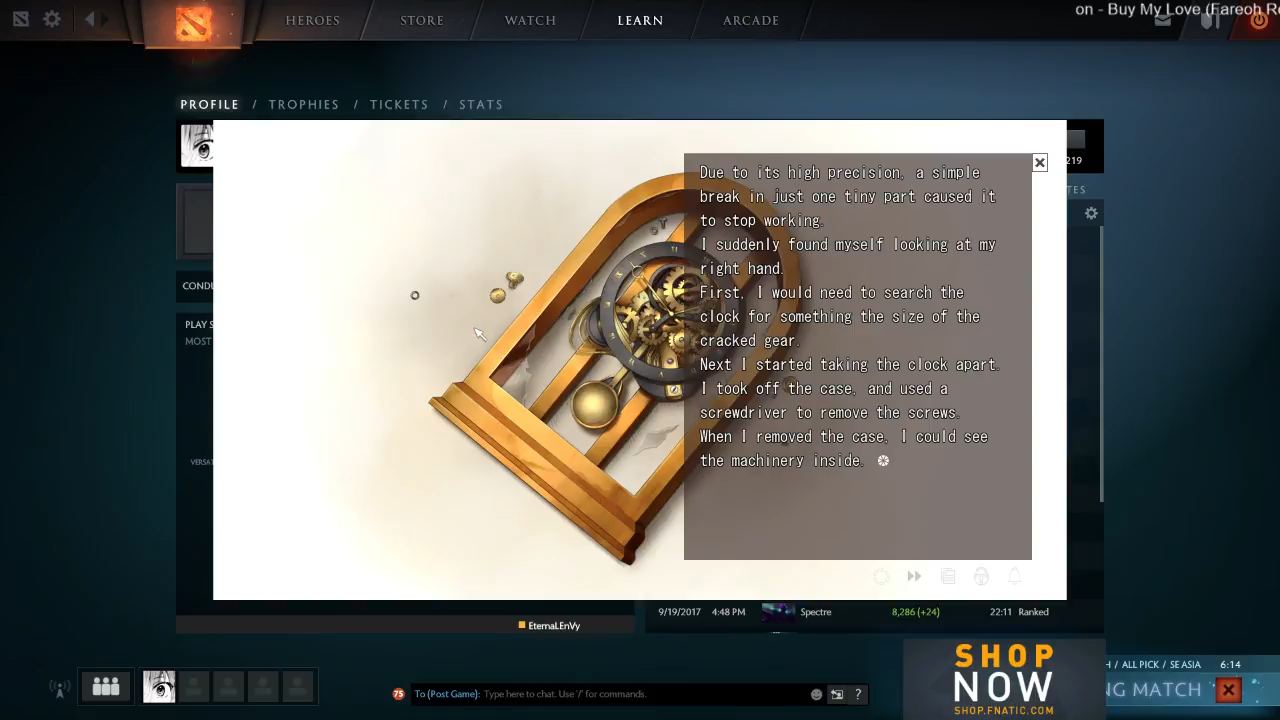 HEROES
STORE
WATCH
LEARN
ARCADE
on - Buy My Love (Fareoh Re
PROFILE / TROPHIES / TICKETS / STATS
219
TES
CONDU
PLAY S
MOST
VERSAT
Due to its high precision, a simple
break in just one tiny part caused it
to stop working.
I suddenly found myself looking at my
right hand.
First, I would need to search the
clock for something the size of the
cracked gear.
Next I started taking the clock apart.
I took off the case, and used a
screwdriver to remove the screws.
When I removed the case, I could see
the machinery inside.
9/19/2017 4:48 PM Spectre 8,286 (+24) 22:11 Ranked
EternaLEnVy
SHOP
NOW
SHOP.FNATIC.COM
H / ALL PICK / SE ASIA 6:14
NG MATCH
75 To (Post Game): Type here to chat. Use '/' for commands. ?